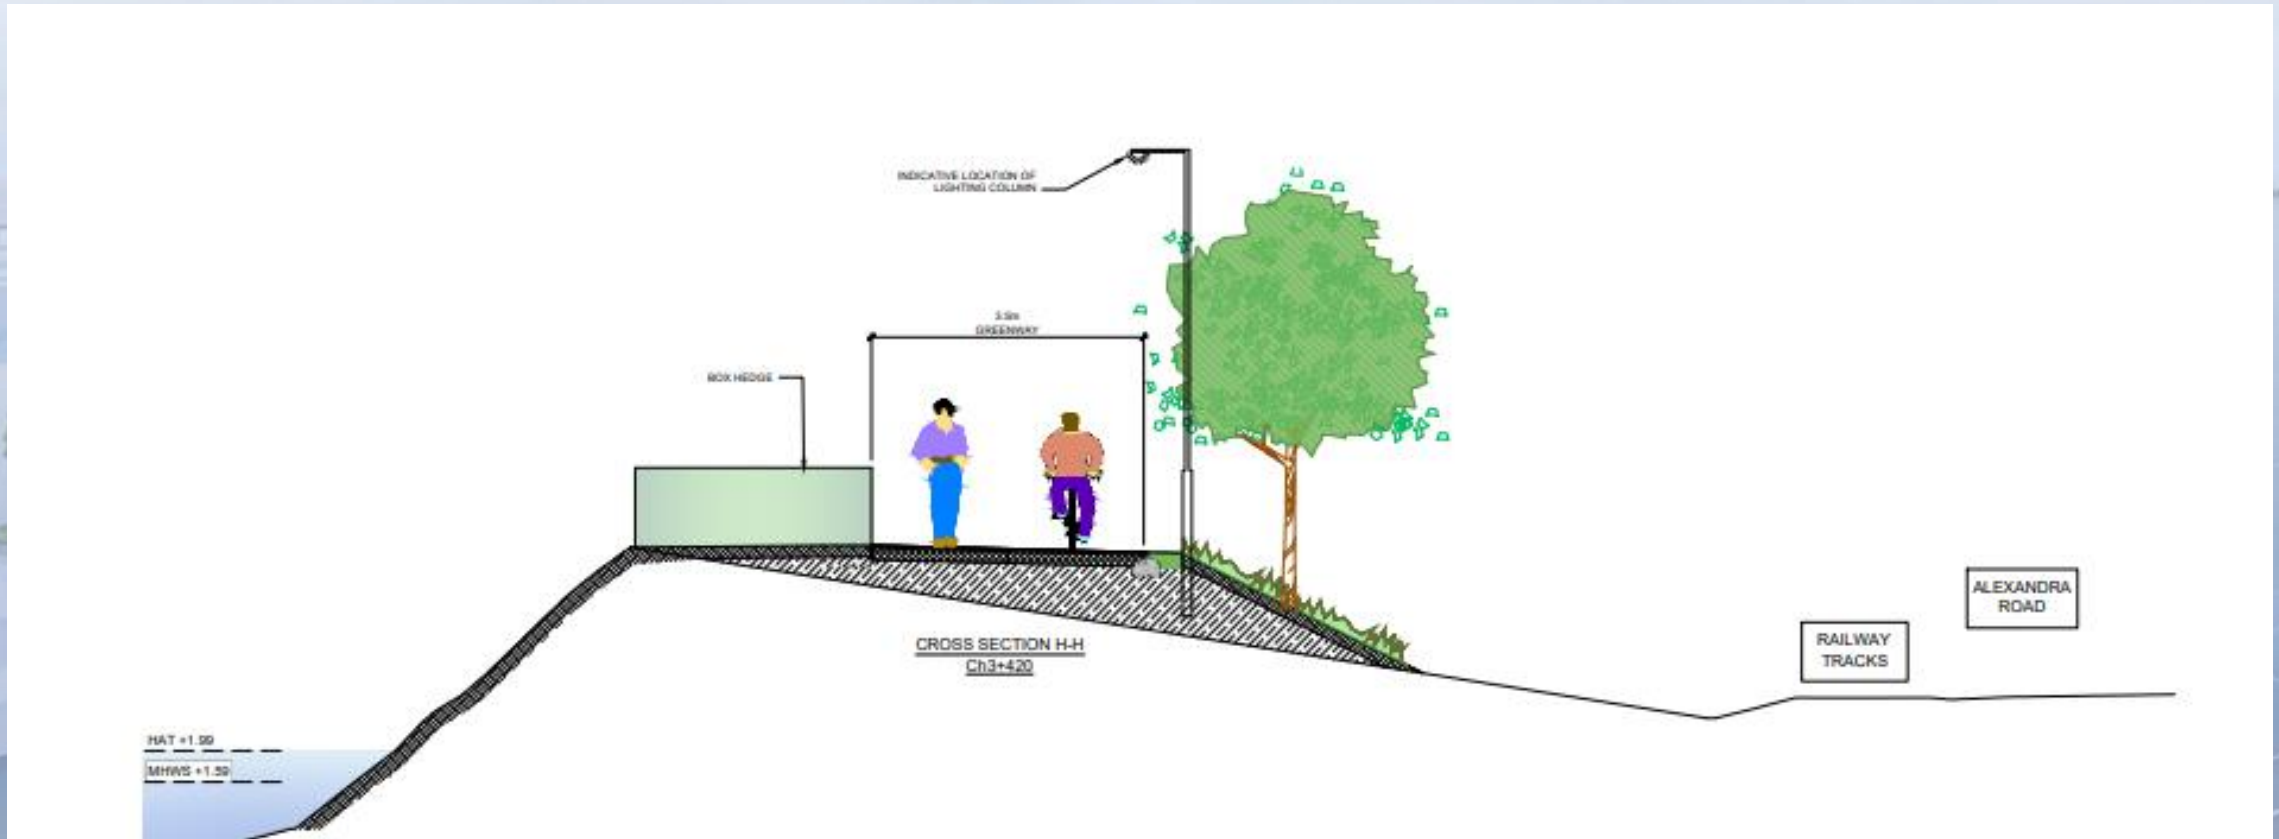 INDICATIVE LOCATION OF
LIGHTING COLUMN
GREENWAY
BOX HEDGE
ALEXANDRA
ROAD
RAILWAY
TRACKS
CROSS SECTION H-H
Ch3+420
HAT +1.99
MHWS +1.59